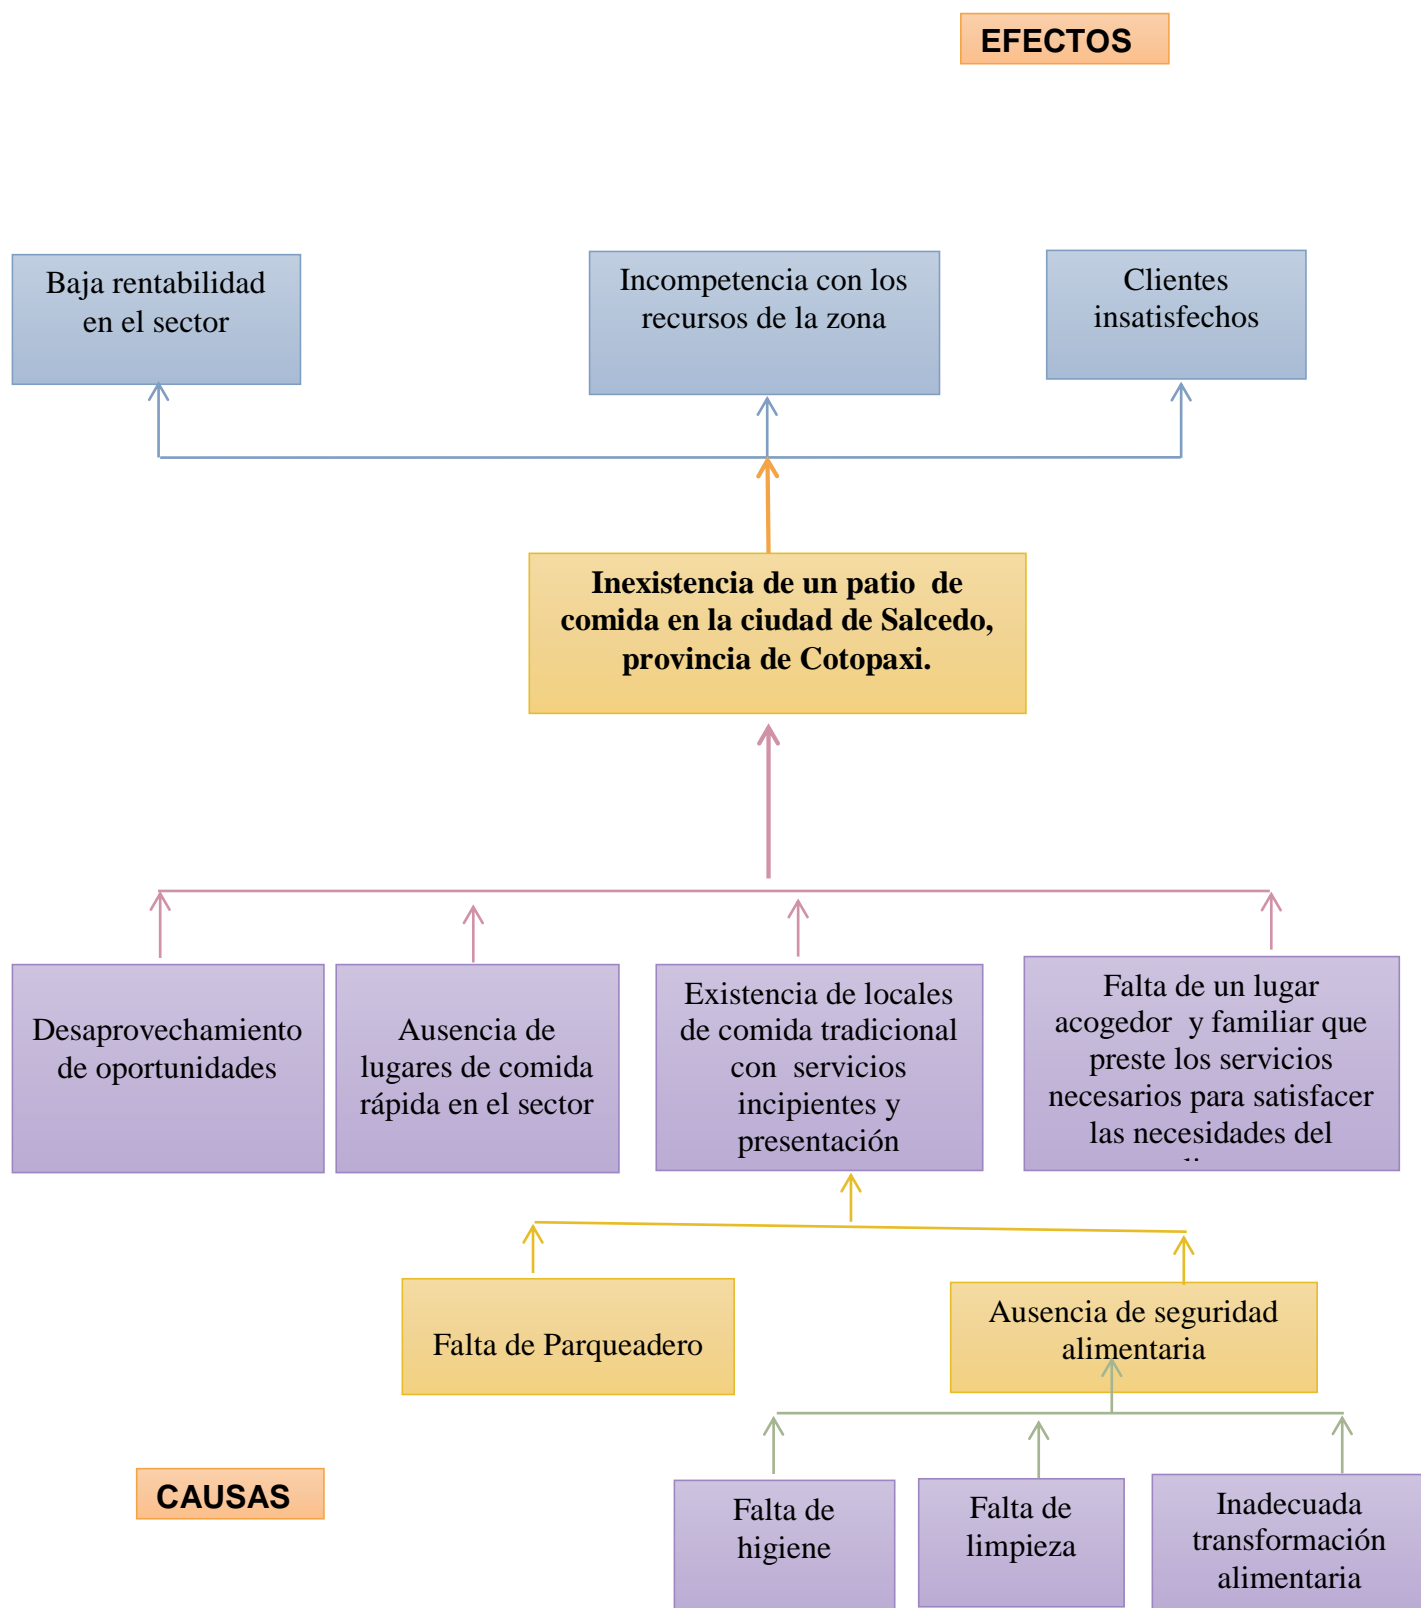 EFECTOS
Baja rentabilidad
en el sector
Incompetencia con los
recursos de la zona
Clientes
insatisfechos
Inexistencia de un patio de
comida en la ciudad de Salcedo,
provincia de Cotopaxi.
Desaprovechamiento
de oportunidades
Ausencia de
lugares de comida
rápida en el sector
Existencia de locales
de comida tradicional
con servicios
incipientes y
presentación
Falta de un lugar
acogedor y familiar que
preste los servicios
necesarios para satisfacer
las necesidades del
Falta de Parqueadero
Ausencia de seguridad
alimentaria
CAUSAS
Falta de
higiene
Falta de
limpieza
Inadecuada
transformación
alimentaria